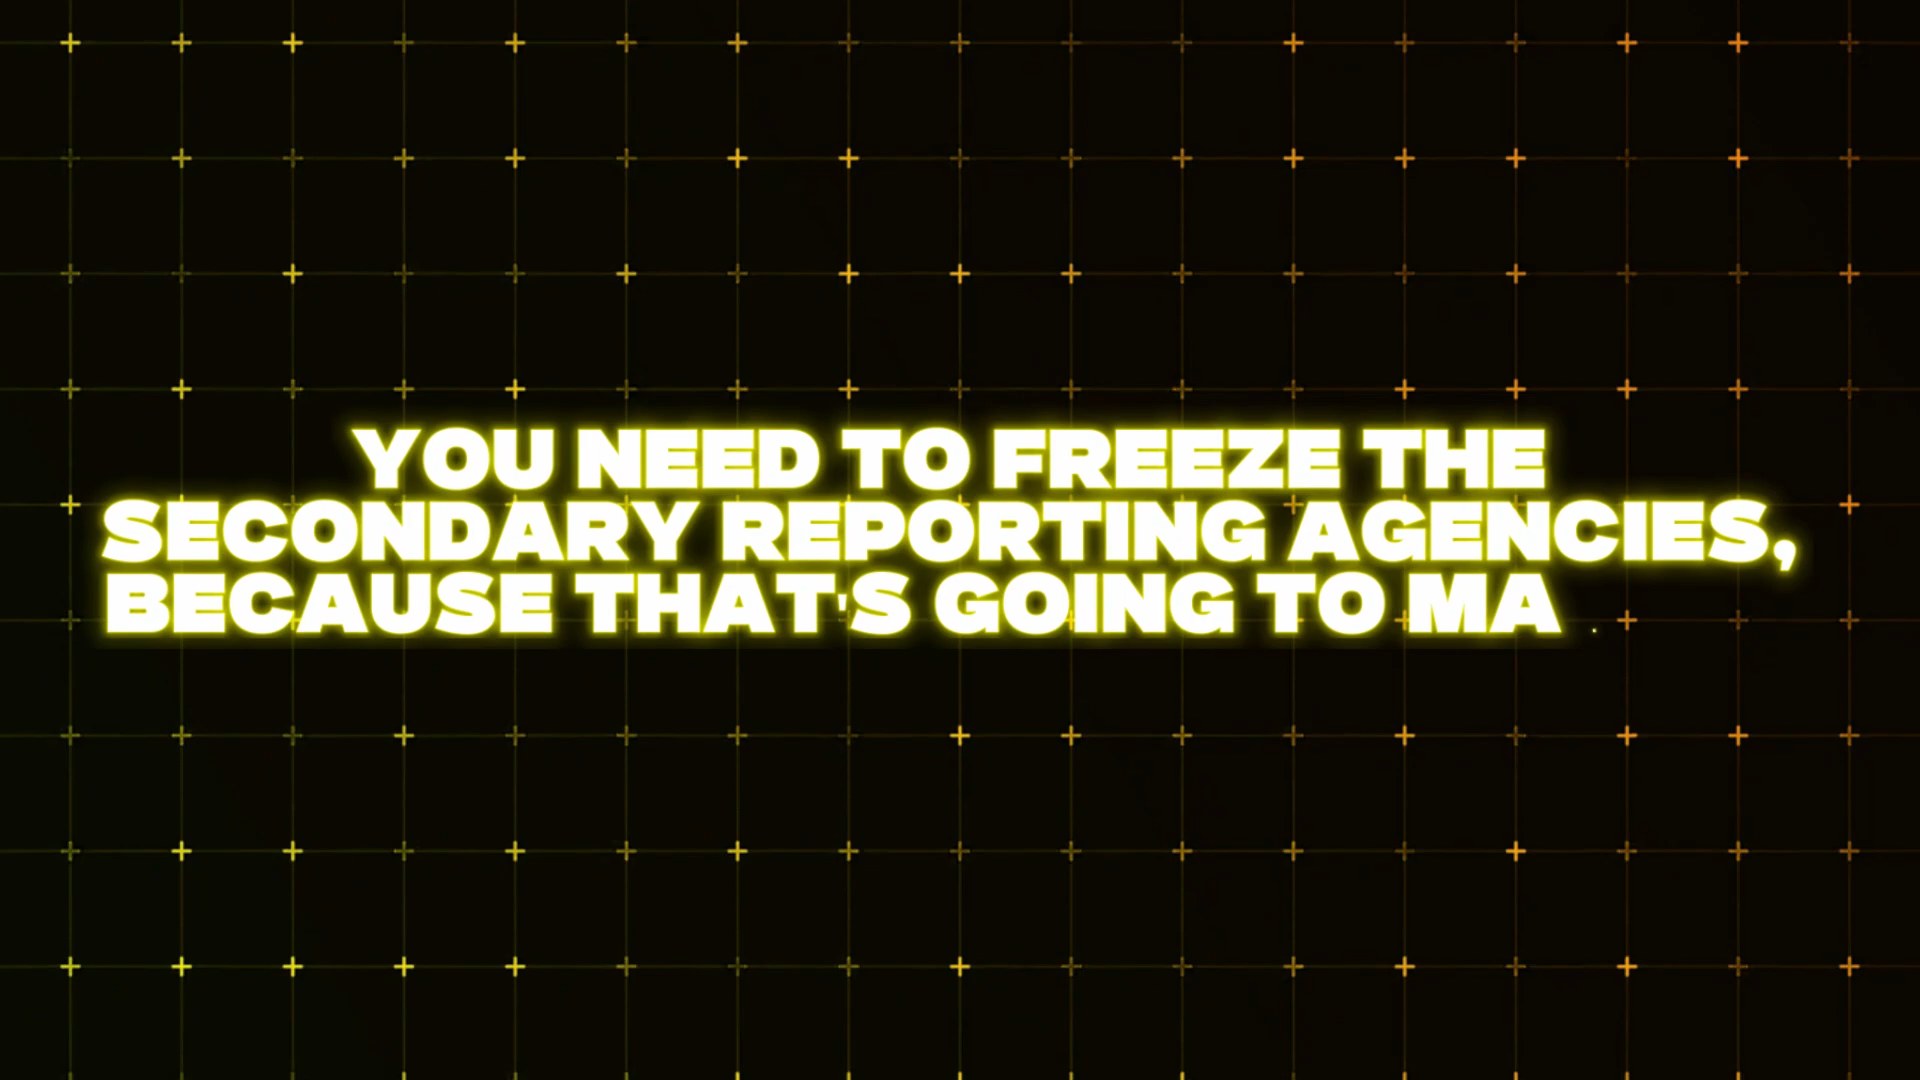 YOU NEED TO FREEZE THE
SECONDARY REPORTING AGENCIES,
BECAUSE THAT'S GOING TO MA